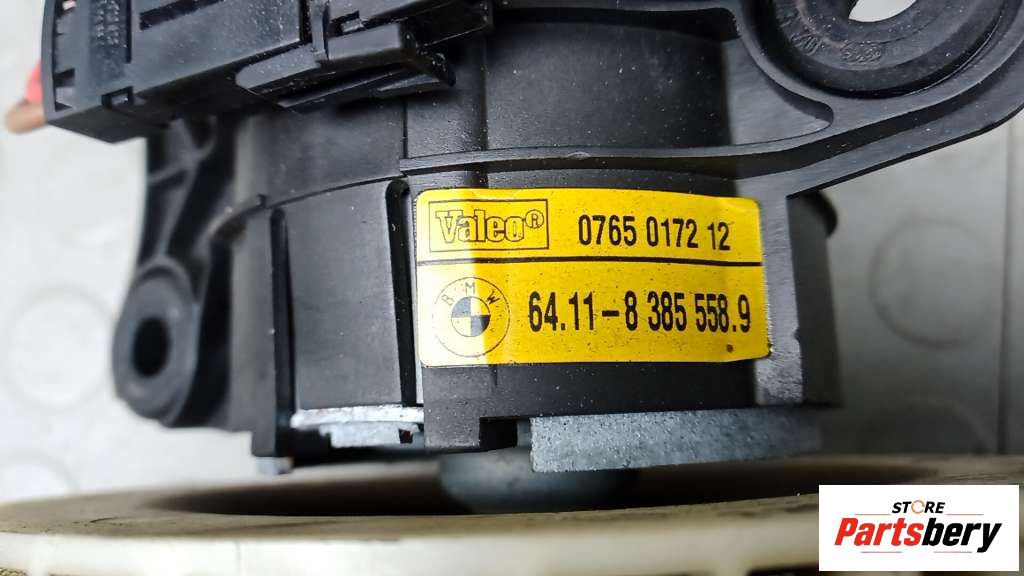 Valeo® 0765 0172 12
BMW 64.11-8 385 558.9
STORE
Partsbery